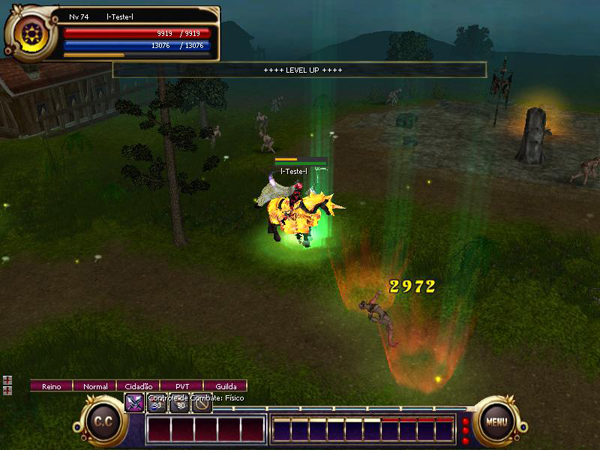 Nv 74 l-Teste-l
9919 / 9919
13076 / 13076
++++ LEVEL UP ++++
l-Teste-l
2972
Reino Normal Cidadão PVT Guilda
Controle de Combate: Físico
C.C
MENU